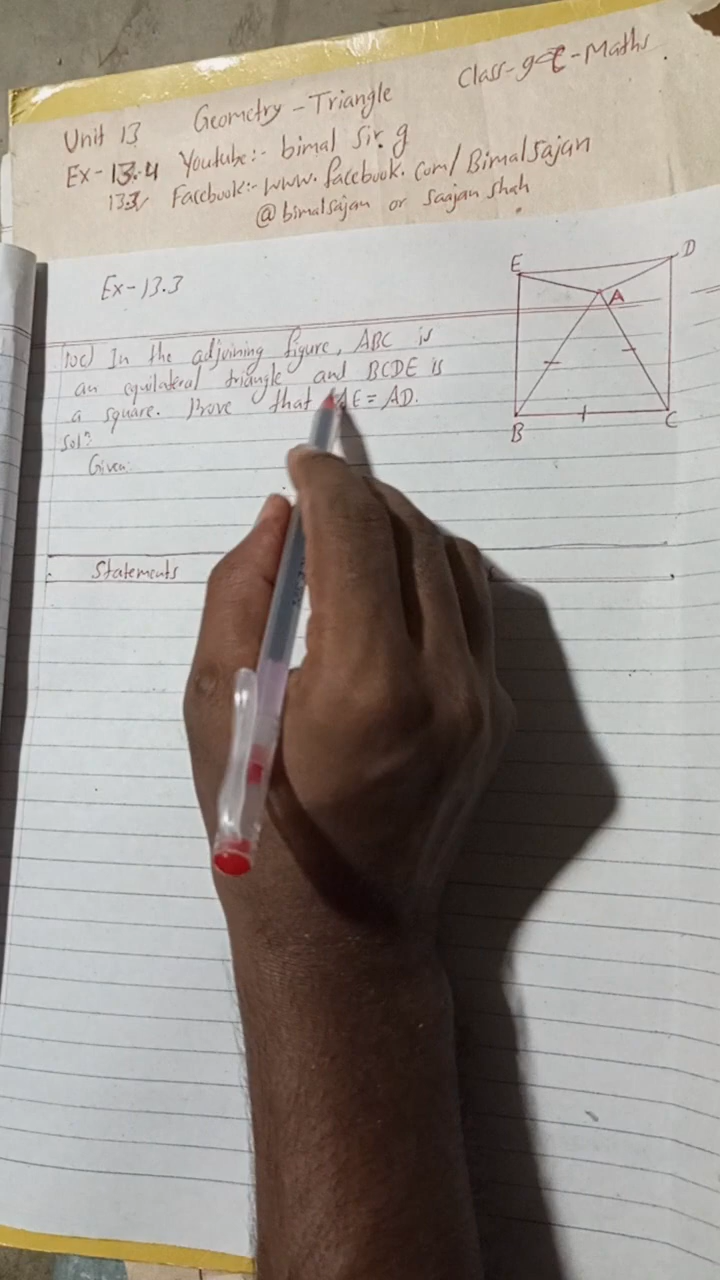 Unit 13 Geometry - Triangle Class - 9 - Maths
Ex - 13.4 Youtube:- bimal Sir g
13.3 Facebook:- www.facebook.com/Bimalsajan
@bimalsajan or saajan shah
Ex - 13.3
10c) In the adjoining figure, ABC is
an equilateral triangle and BCDE is
a square. Prove that AE = AD.
Sol?
Given:
Statements
E
D
A
B
C